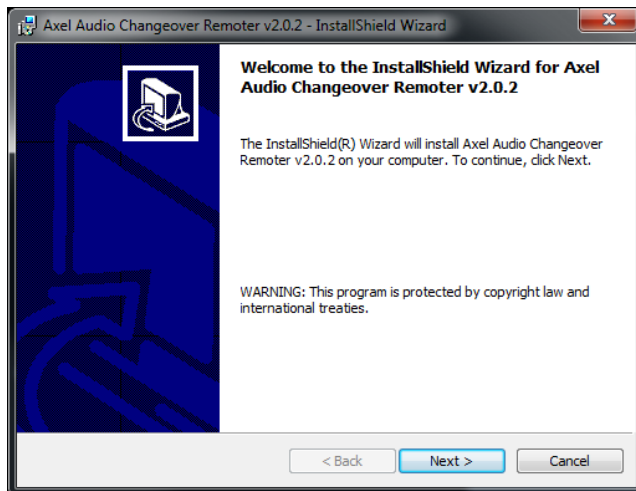 Axel Audio Changeover Remoter v2.0.2 - InstallShield Wizard
Welcome to the InstallShield Wizard for Axel
Audio Changeover Remoter v2.0.2
The InstallShield(R) Wizard will install Axel Audio Changeover
Remoter v2.0.2 on your computer. To continue, click Next.
WARNING: This program is protected by copyright law and
international treaties.
< Back Next > Cancel